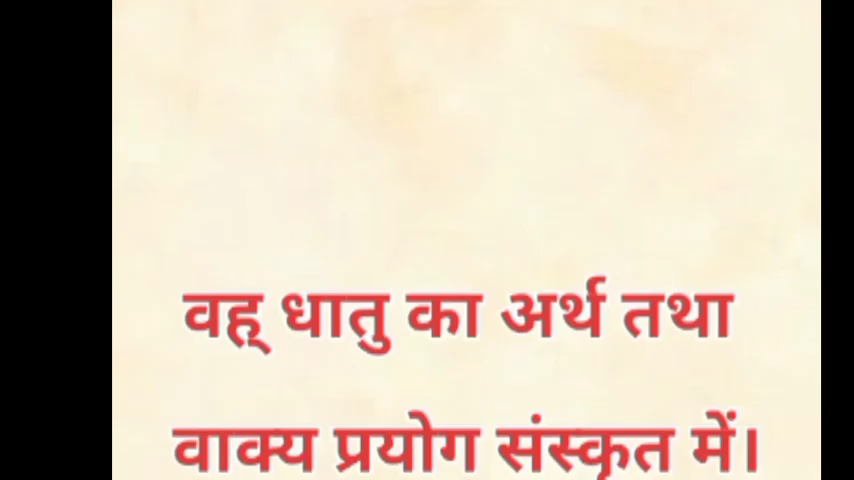 वह् धातु का अर्थ तथा
वाक्य प्रयोग संस्कृत में।